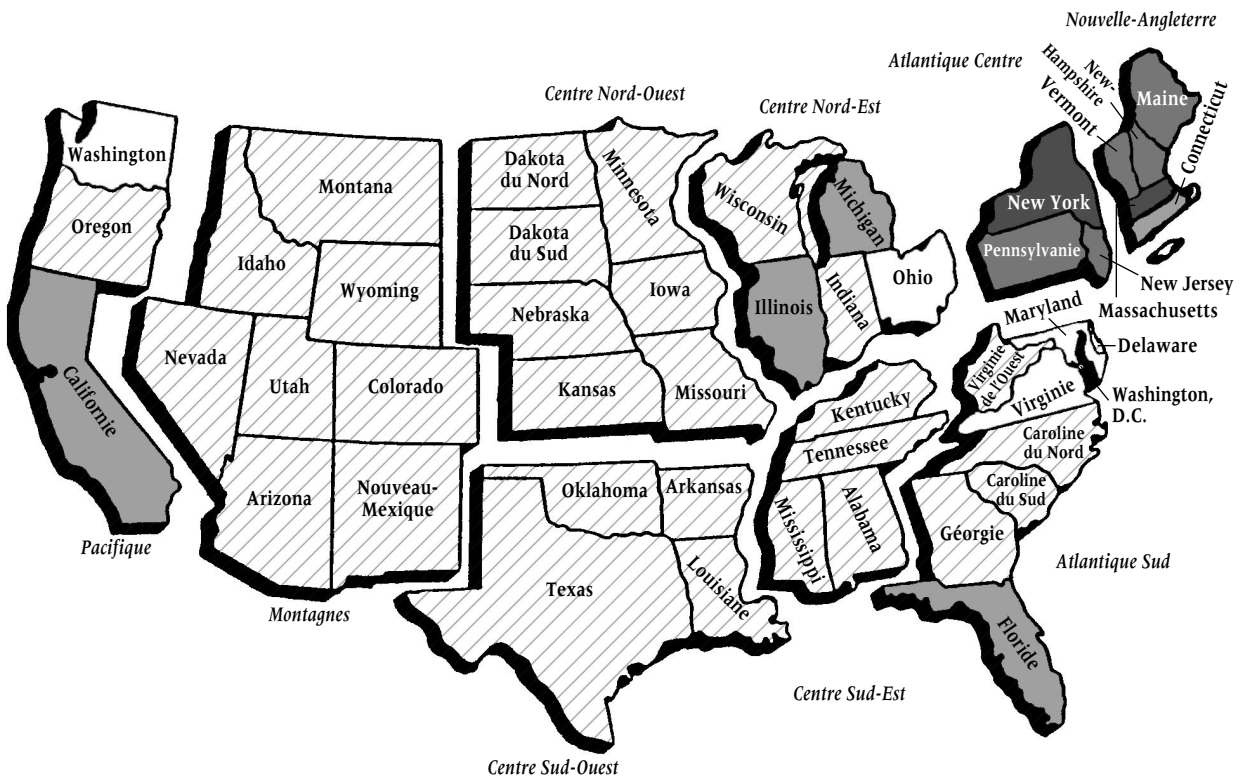 Nouvelle-Angleterre
Atlantique Centre
New-
Hampshire
Vermont
Maine
Connecticut
Centre Nord-Ouest
Centre Nord-Est
Washington
Oregon
Montana
Idaho
Wyoming
Dakota
du Nord
Dakota
du Sud
Minnesota
Wisconsin
Michigan
New York
Pennsylvanie
New Jersey
Massachusetts
Iowa
Nebraska
Illinois
Indiana
Ohio
Maryland
Delaware
Washington,
D.C.
Californie
Nevada
Utah
Colorado
Kansas
Missouri
Kentucky
Virginie
de l'Ouest
Virginie
Tennessee
Caroline
du Nord
Caroline
du Sud
Arizona
Nouveau-
Mexique
Oklahoma
Arkansas
Mississippi
Alabama
Géorgie
Pacifique
Montagnes
Texas
Louisiane
Atlantique Sud
Floride
Centre Sud-Est
Centre Sud-Ouest